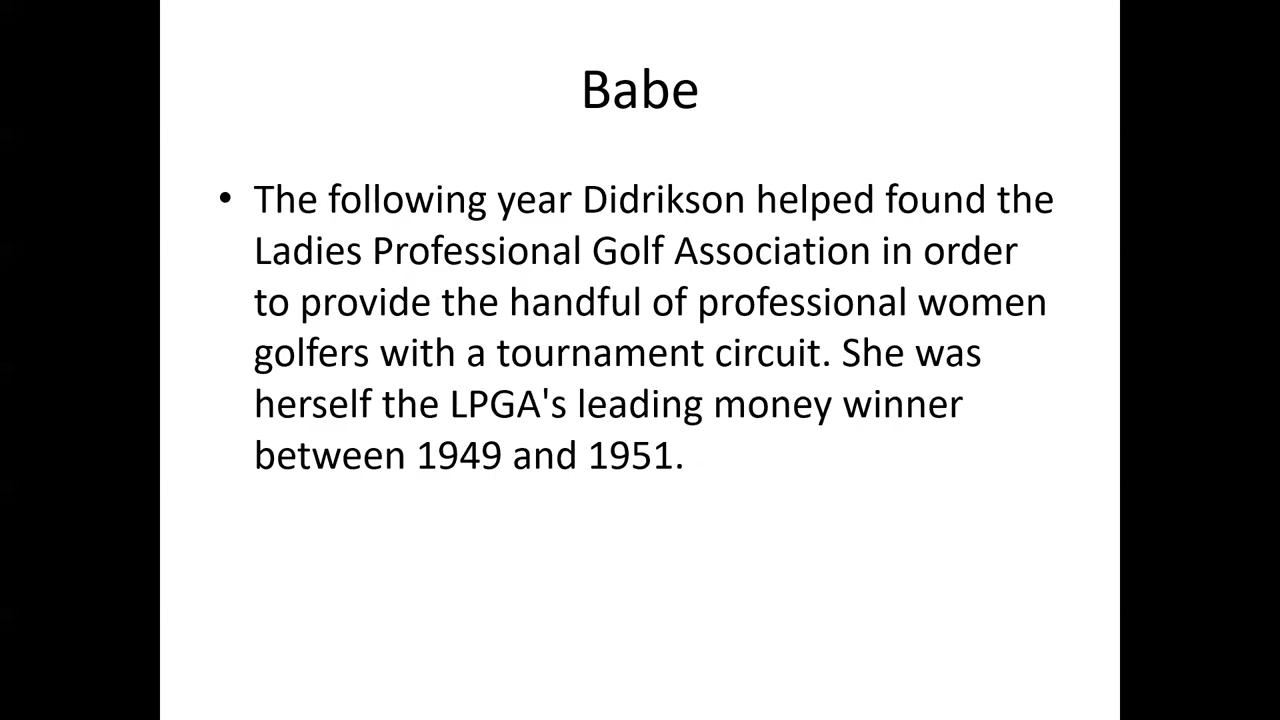 Babe
• The following year Didrikson helped found the
Ladies Professional Golf Association in order
to provide the handful of professional women
golfers with a tournament circuit. She was
herself the LPGA's leading money winner
between 1949 and 1951.